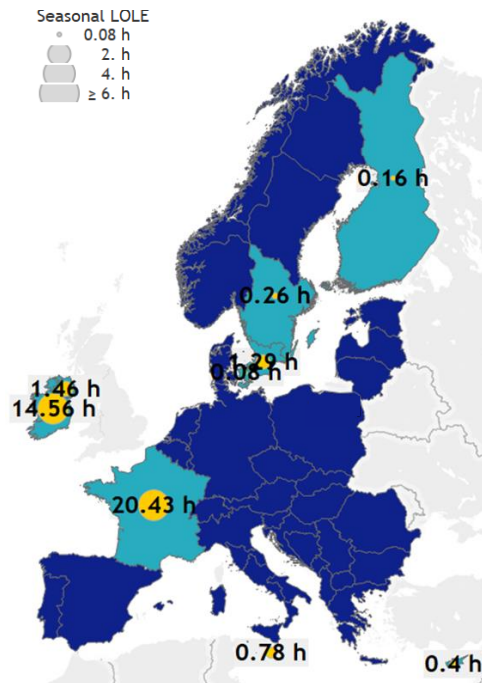 Seasonal LOLE
0.08 h
2. h
4. h
≥ 6. h
0.16 h
0.26 h
1.29 h
0.08 h
1.46 h
14.56 h
20.43 h
0.78 h
0.4 h